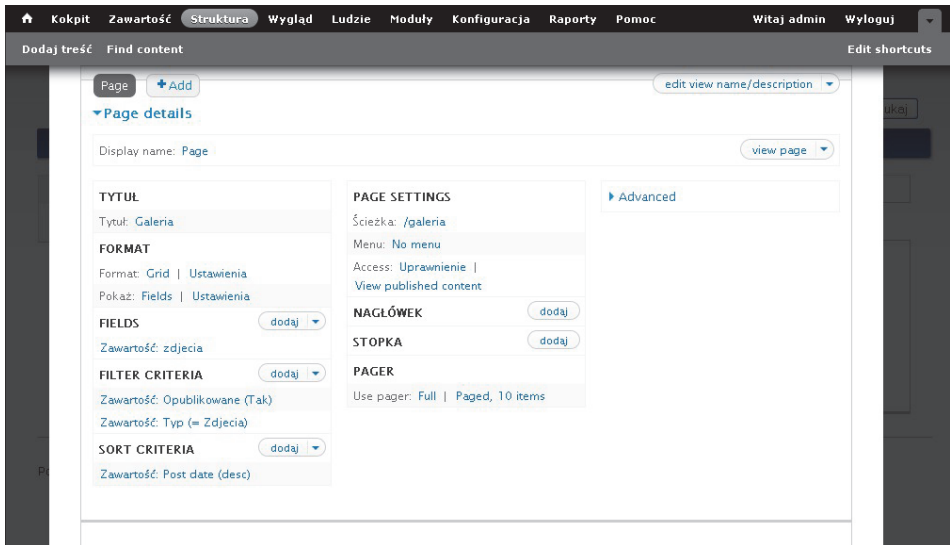 Kokpit Zawartość Struktura Wygląd Ludzie Moduły Konfiguracja Raporty Pomoc Witaj admin Wyloguj
Dodaj treść Find content Edit shortcuts
Page Add edit view name/description
Page details
Display name: Page view page
TYTUŁ
Tytuł: Galeria
FORMAT
Format: Grid | Ustawienia
Pokaż: Fields | Ustawienia
FIELDS dodaj
Zawartość: zdjecia
FILTER CRITERIA dodaj
Zawartość: Opublikowane (Tak)
Zawartość: Typ (= Zdjecia)
SORT CRITERIA dodaj
Zawartość: Post date (desc)
PAGE SETTINGS
Ścieżka: /galeria
Menu: No menu
Access: Uprawnienie |
View published content
NAGŁÓWEK dodaj
STOPKA dodaj
PAGER
Use pager: Full | Paged, 10 items
Advanced